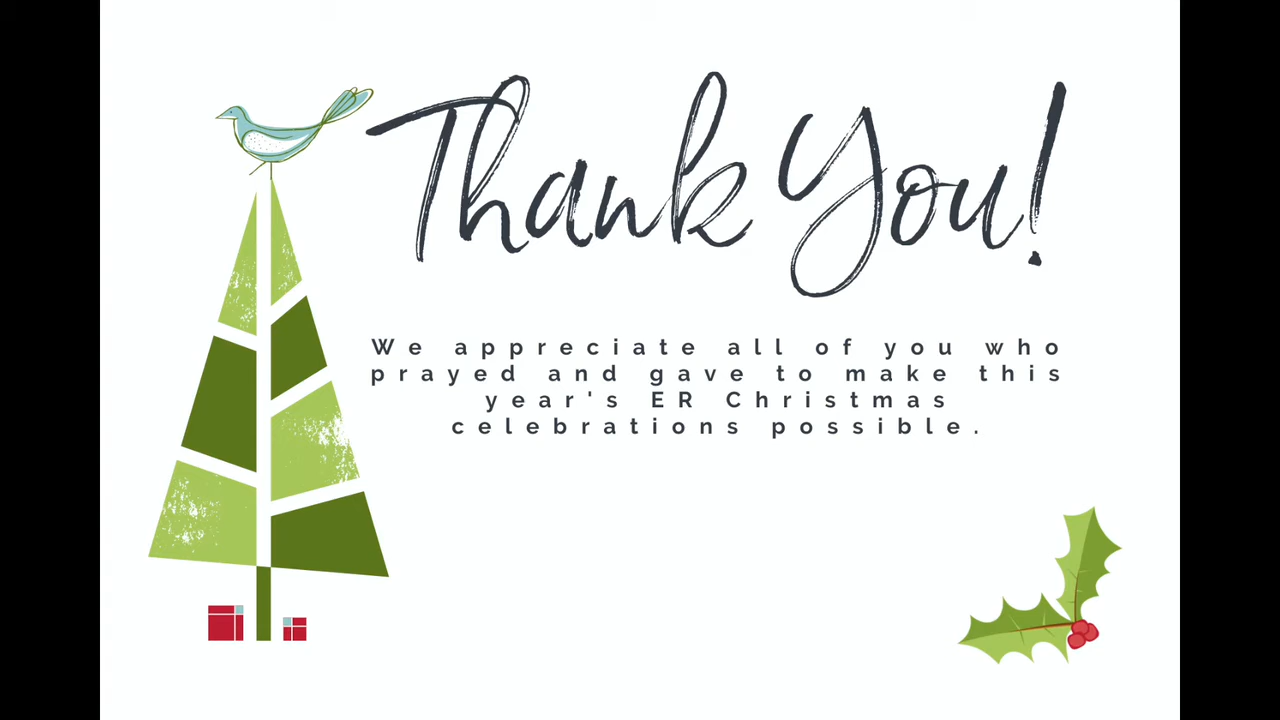 Thank You!
We appreciate all of you who
prayed and gave to make this
year's ER Christmas
celebrations possible.